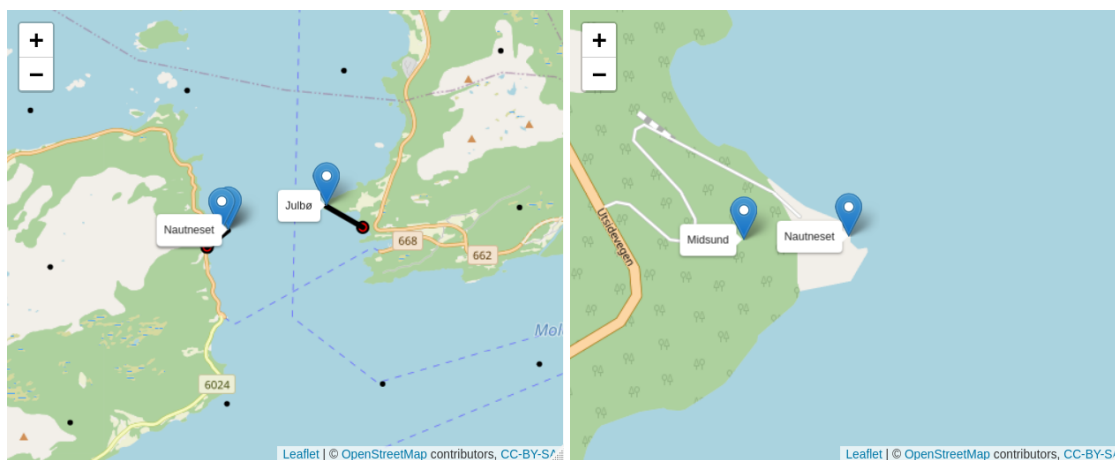 +
−
Nautneset
Julbø
668
662
Mol
6024
Leaflet | © OpenStreetMap contributors, CC-BY-SA
+
−
Utsidevegen
Midsund
Nautneset
Leaflet | © OpenStreetMap contributors, CC-BY-SA